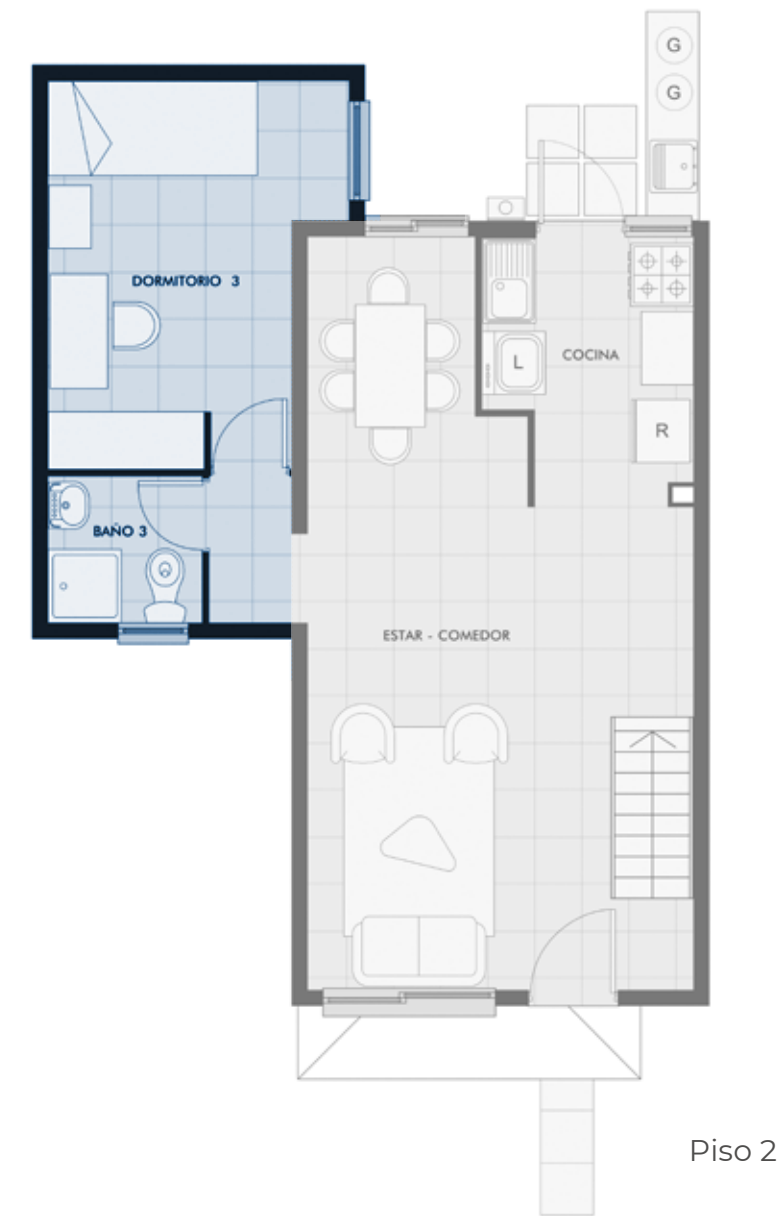 G
G
DORMITORIO 3
COCINA
L
R
BAÑO 3
ESTAR - COMEDOR
Piso 2